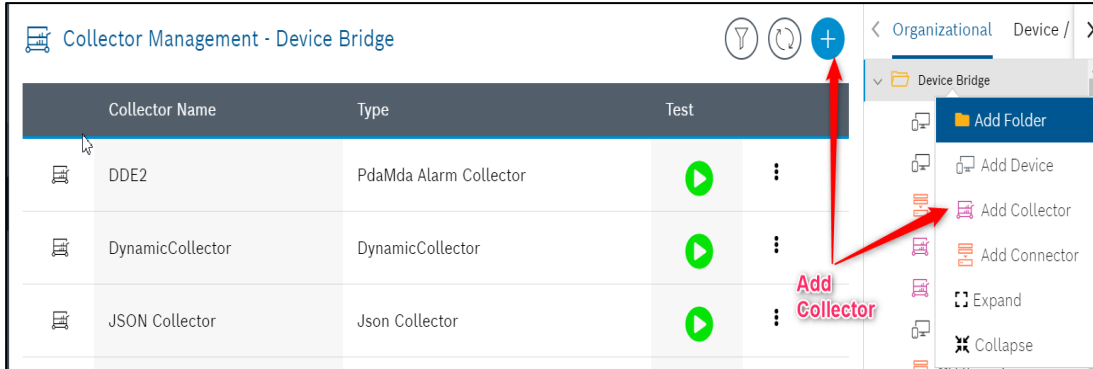 Collector Management - Device Bridge
Organizational Device /
Device Bridge
Collector Name Type Test
Add Folder
DDE2 PdaMda Alarm Collector
Add Device
Add Collector
DynamicCollector DynamicCollector
Add Connector
Add
Collector
JSON Collector Json Collector
Expand
Collapse